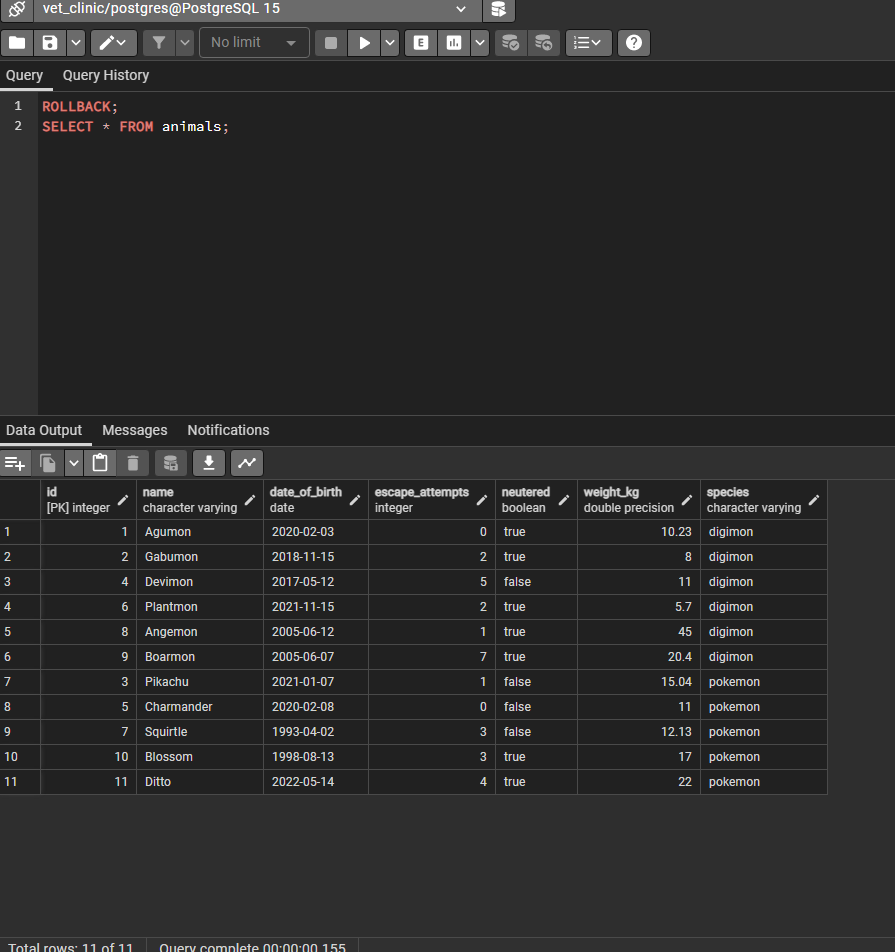 vet_clinic/postgres@PostgreSQL 15
No limit
E
Query Query History
1 ROLLBACK;
2 SELECT * FROM animals;
Data Output Messages Notifications
id name date_of_birth escape_attempts neutered weight_kg species
[PK] integer character varying date integer boolean double precision character varying
1 1 Agumon 2020-02-03 0 true 10.23 digimon
2 2 Gabumon 2018-11-15 2 true 8 digimon
3 4 Devimon 2017-05-12 5 false 11 digimon
4 6 Plantmon 2021-11-15 2 true 5.7 digimon
5 8 Angemon 2005-06-12 1 true 45 digimon
6 9 Boarmon 2005-06-07 7 true 20.4 digimon
7 3 Pikachu 2021-01-07 1 false 15.04 pokemon
8 5 Charmander 2020-02-08 0 false 11 pokemon
9 7 Squirtle 1993-04-02 3 false 12.13 pokemon
10 10 Blossom 1998-08-13 3 true 17 pokemon
11 11 Ditto 2022-05-14 4 true 22 pokemon
Total rows: 11 of 11 Query complete 00:00:00.155